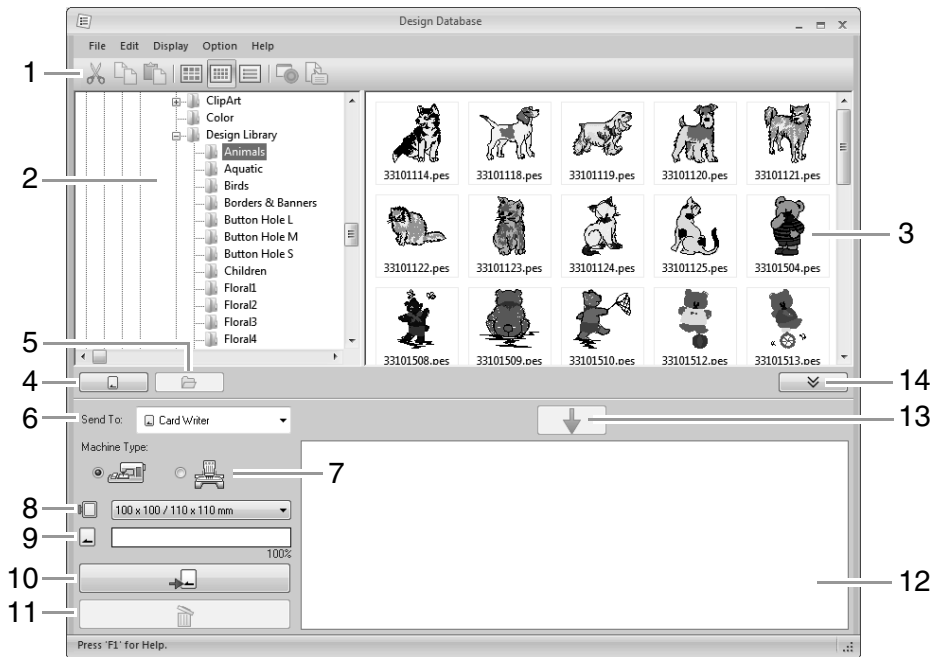 Design Database
File Edit Display Option Help
1
ClipArt
Color
Design Library
Animals
Aquatic
Birds
Borders & Banners
Button Hole L
Button Hole M
Button Hole S
Children
Floral1
Floral2
Floral3
Floral4
2
33101114.pes 33101118.pes 33101119.pes 33101120.pes 33101121.pes
33101122.pes 33101123.pes 33101124.pes 33101125.pes 33101504.pes
3
33101508.pes 33101509.pes 33101510.pes 33101512.pes 33101513.pes
5
4
14
6
Send To: Card Writer
13
Machine Type:
7
8
100 x 100 / 110 x 110 mm
9
100%
10
12
11
Press 'F1' for Help.